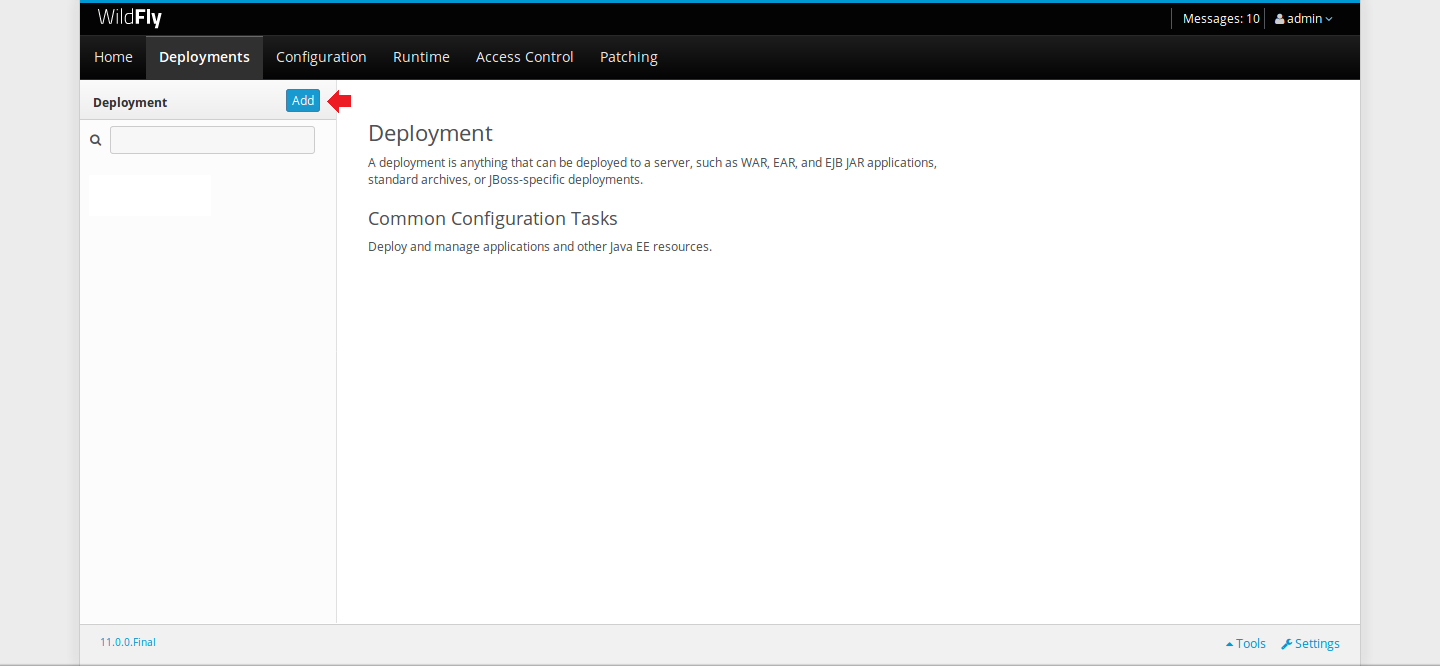 WildFly
Messages: 10
admin
Home
Deployments
Configuration
Runtime
Access Control
Patching
Deployment
Add
Deployment
A deployment is anything that can be deployed to a server, such as WAR, EAR, and EJB JAR applications,
standard archives, or JBoss-specific deployments.
Common Configuration Tasks
Deploy and manage applications and other Java EE resources.
11.0.0.Final
Tools
Settings